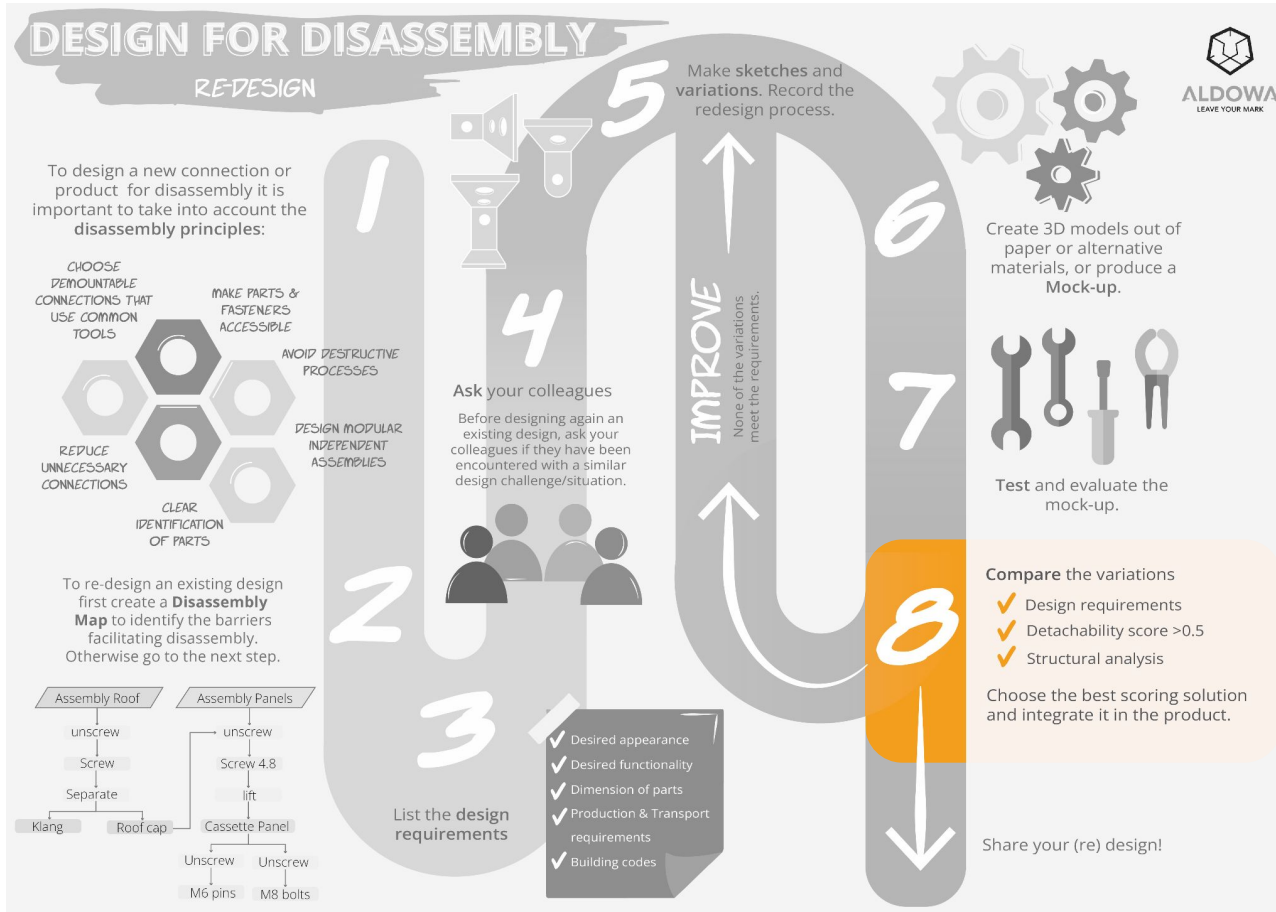 DESIGN FOR DISASSEMBLY
RE-DESIGN
ALDOWA
LEAVE YOUR MARK
1
To design a new connection or
product for disassembly it is
important to take into account the
disassembly principles:
CHOOSE
DEMOUNTABLE
CONNECTIONS THAT
USE COMMON
TOOLS
MAKE PARTS &
FASTENERS
ACCESSIBLE
AVOID DESTRUCTIVE
PROCESSES
DESIGN MODULAR
INDEPENDENT
ASSEMBLIES
REDUCE
UNNECESSARY
CONNECTIONS
CLEAR
IDENTIFICATION
OF PARTS
2
To re-design an existing design
first create a Disassembly
Map to identify the barriers
facilitating disassembly.
Otherwise go to the next step.
Assembly Roof
unscrew
Screw
Separate
Klang
Roof cap
Assembly Panels
unscrew
Screw 4.8
lift
Cassette Panel
Unscrew
Unscrew
M6 pins
M8 bolts
3
List the design
requirements
Desired appearance
Desired functionality
Dimension of parts
Production & Transport
requirements
Building codes
4
Ask your colleagues
Before designing again an
existing design, ask your
colleagues if they have been
encountered with a similar
design challenge/situation.
5
Make sketches and
variations. Record the
redesign process.
IMPROVE
None of the variations
meet the requirements.
6
Create 3D models out of
paper or alternative
materials, or produce a
Mock-up.
7
Test and evaluate the
mock-up.
8
Compare the variations
Design requirements
Detachability score >0.5
Structural analysis
Choose the best scoring solution
and integrate it in the product.
Share your (re) design!